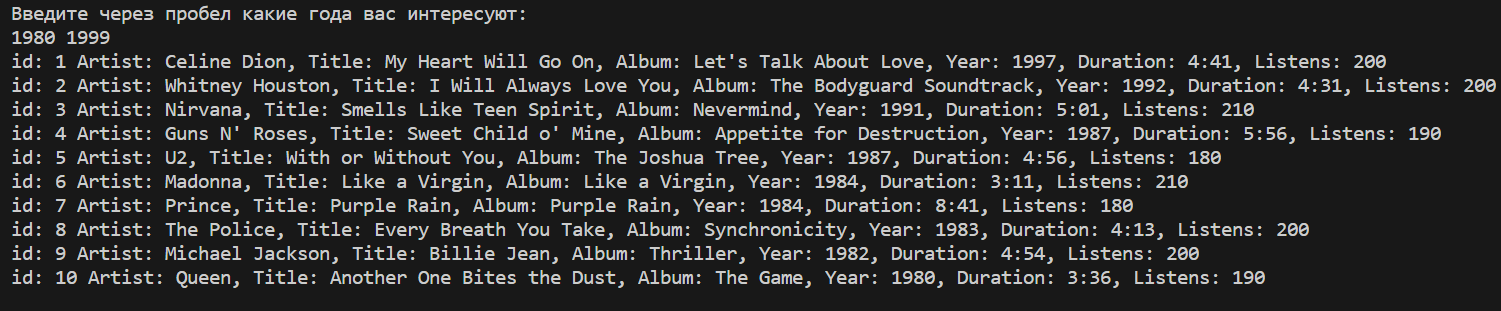 Введите через пробел какие года вас интересуют:
1980 1999
id: 1 Artist: Celine Dion, Title: My Heart Will Go On, Album: Let's Talk About Love, Year: 1997, Duration: 4:41, Listens: 200
id: 2 Artist: Whitney Houston, Title: I Will Always Love You, Album: The Bodyguard Soundtrack, Year: 1992, Duration: 4:31, Listens: 200
id: 3 Artist: Nirvana, Title: Smells Like Teen Spirit, Album: Nevermind, Year: 1991, Duration: 5:01, Listens: 210
id: 4 Artist: Guns N' Roses, Title: Sweet Child o' Mine, Album: Appetite for Destruction, Year: 1987, Duration: 5:56, Listens: 190
id: 5 Artist: U2, Title: With or Without You, Album: The Joshua Tree, Year: 1987, Duration: 4:56, Listens: 180
id: 6 Artist: Madonna, Title: Like a Virgin, Album: Like a Virgin, Year: 1984, Duration: 3:11, Listens: 210
id: 7 Artist: Prince, Title: Purple Rain, Album: Purple Rain, Year: 1984, Duration: 8:41, Listens: 180
id: 8 Artist: The Police, Title: Every Breath You Take, Album: Synchronicity, Year: 1983, Duration: 4:13, Listens: 200
id: 9 Artist: Michael Jackson, Title: Billie Jean, Album: Thriller, Year: 1982, Duration: 4:54, Listens: 200
id: 10 Artist: Queen, Title: Another One Bites the Dust, Album: The Game, Year: 1980, Duration: 3:36, Listens: 190